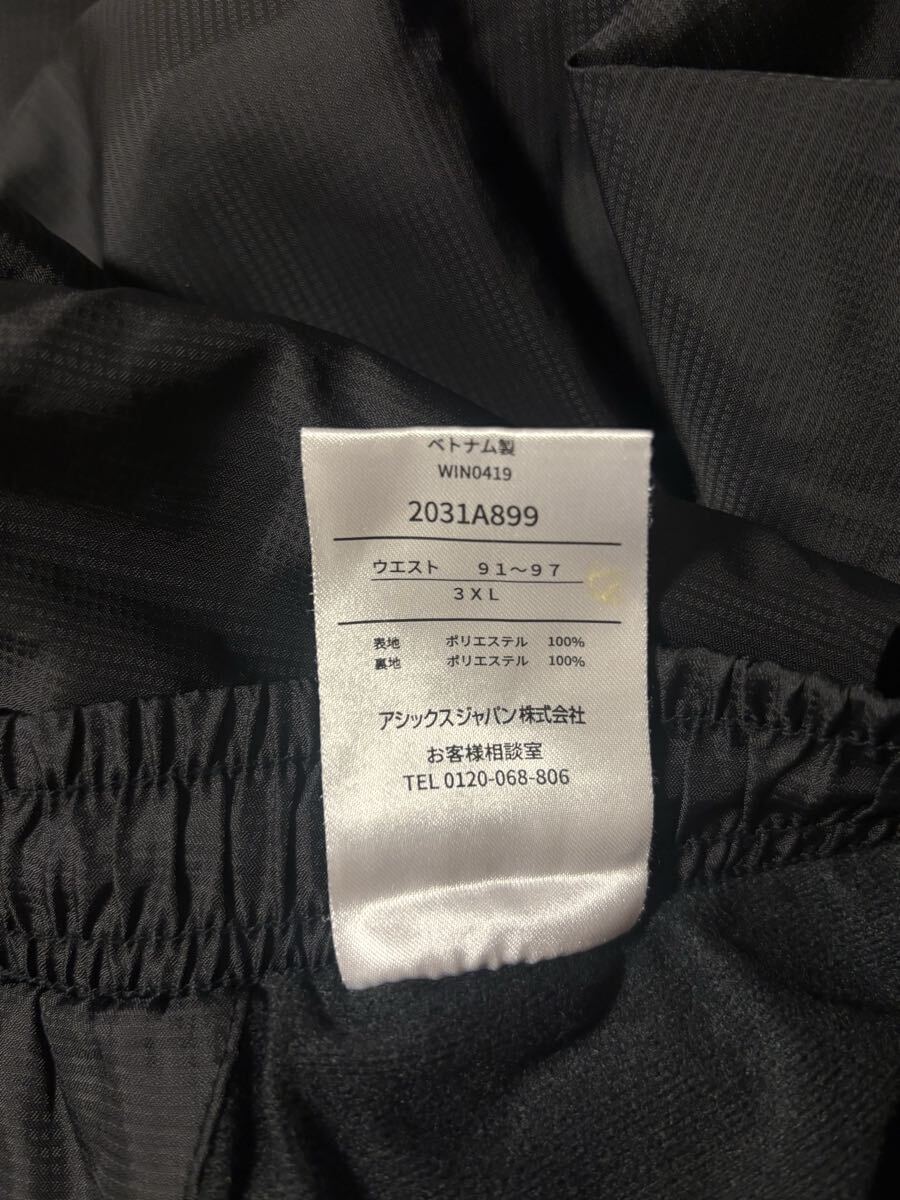 ベトナム製
WIN0419
2031A899
ウエスト ９１～９７
３ＸＬ
表地 ポリエステル 100%
裏地 ポリエステル 100%
アシックスジャパン株式会社
お客様相談室
TEL 0120-068-806